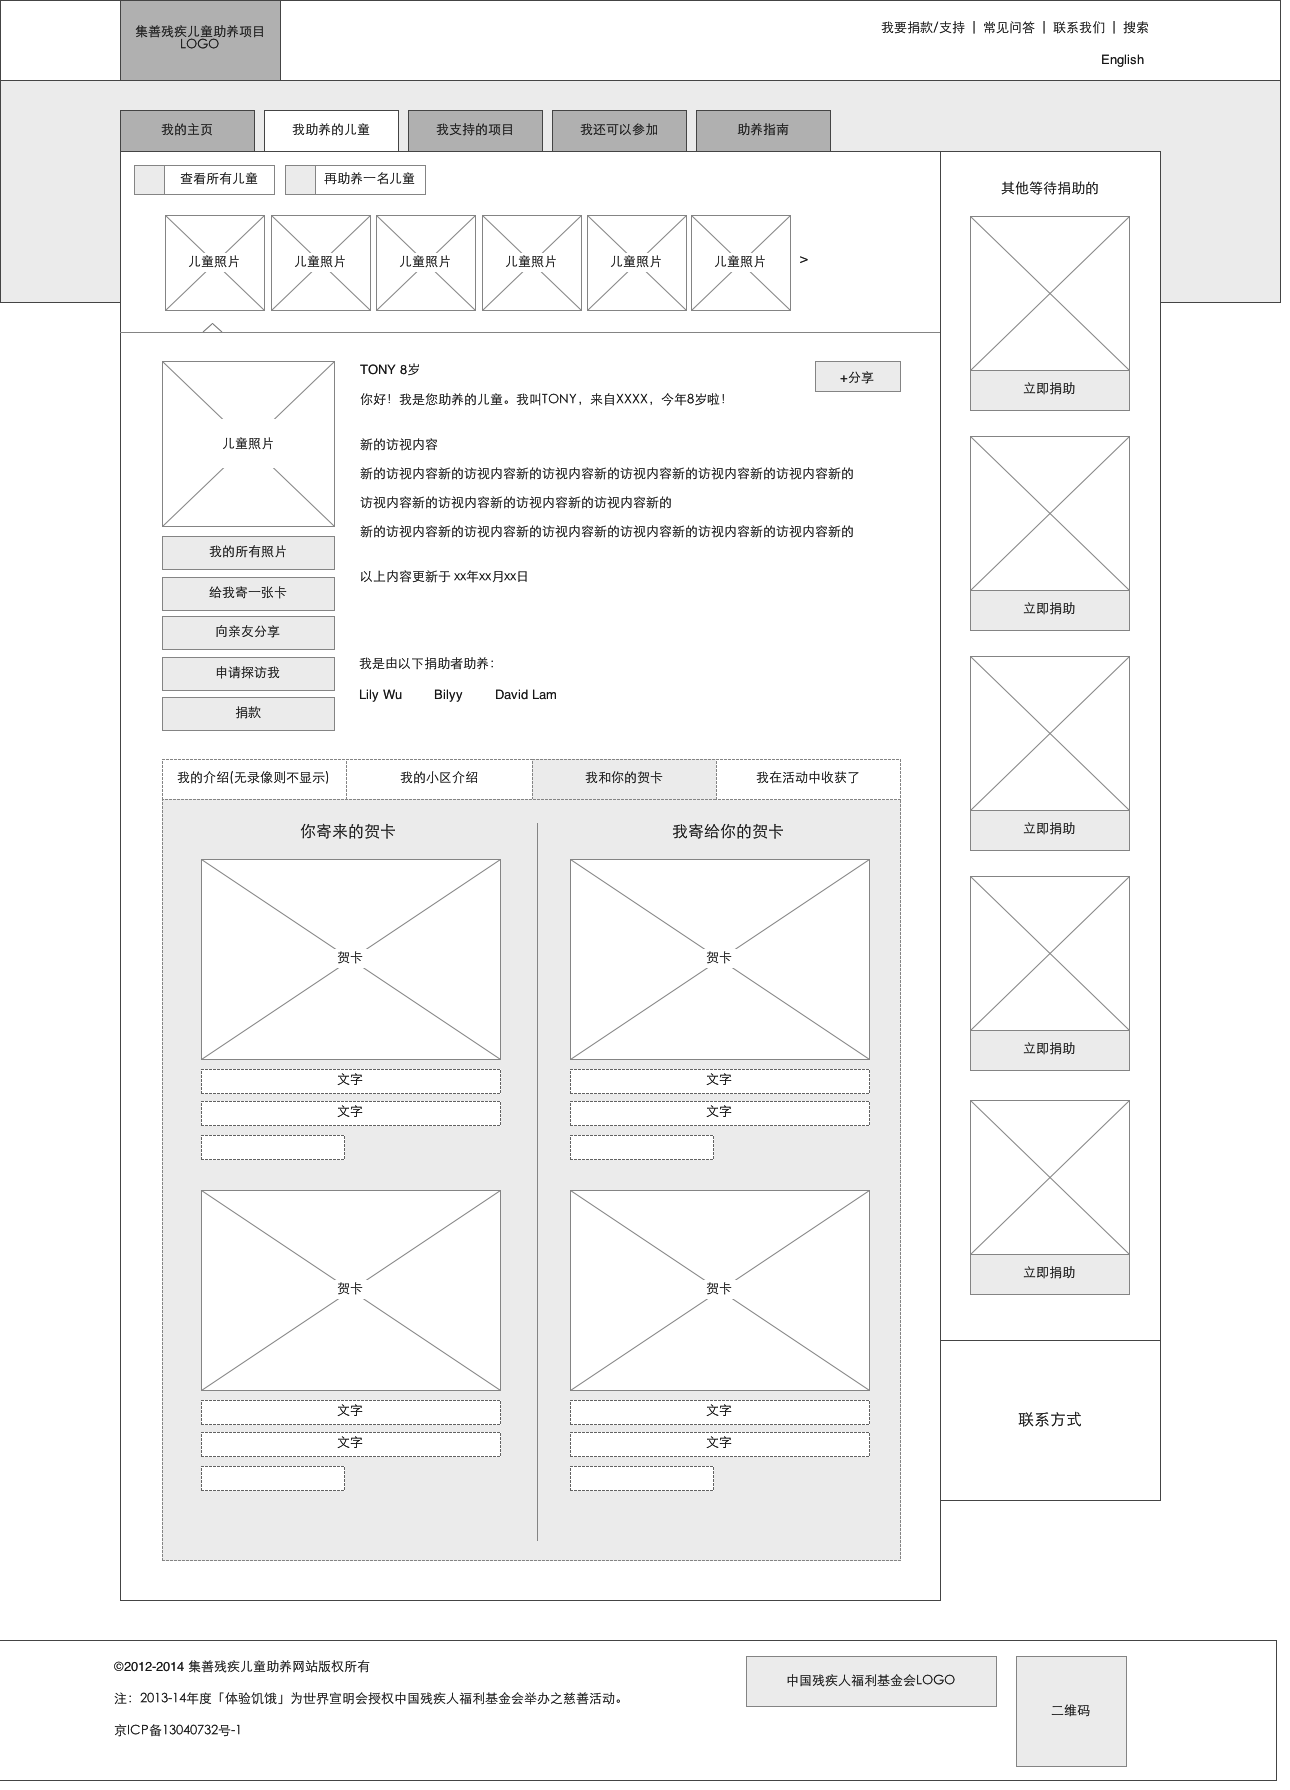 集善残疾儿童助养项目
LOGO
我要捐款/支持 | 常见问答 | 联系我们 | 搜索
English
我的主页
我助养的儿童
我支持的项目
我还可以参加
助养指南
查看所有儿童
再助养一名儿童
儿童照片
儿童照片
儿童照片
儿童照片
儿童照片
儿童照片
>
儿童照片
我的所有照片
给我寄一张卡
向亲友分享
申请探访我
捐款
TONY 8岁
+分享
你好！我是您助养的儿童。我叫TONY，来自XXXX，今年8岁啦！
新的访视内容
新的访视内容新的访视内容新的访视内容新的访视内容新的访视内容新的访视内容新的
访视内容新的访视内容新的访视内容新的访视内容新的
新的访视内容新的访视内容新的访视内容新的访视内容新的访视内容新的访视内容新的
以上内容更新于 xx年xx月xx日
我是由以下捐助者助养：
Lily Wu Bilyy David Lam
我的介绍(无录像则不显示)
我的小区介绍
我和你的贺卡
我在活动中收获了
你寄来的贺卡
贺卡
文字
文字
贺卡
文字
文字
我寄给你的贺卡
贺卡
文字
文字
贺卡
文字
文字
其他等待捐助的
立即捐助
立即捐助
立即捐助
立即捐助
立即捐助
联系方式
©2012-2014 集善残疾儿童助养网站版权所有
注：2013-14年度「体验饥饿」为世界宣明会授权中国残疾人福利基金会举办之慈善活动。
京ICP备13040732号-1
中国残疾人福利基金会LOGO
二维码